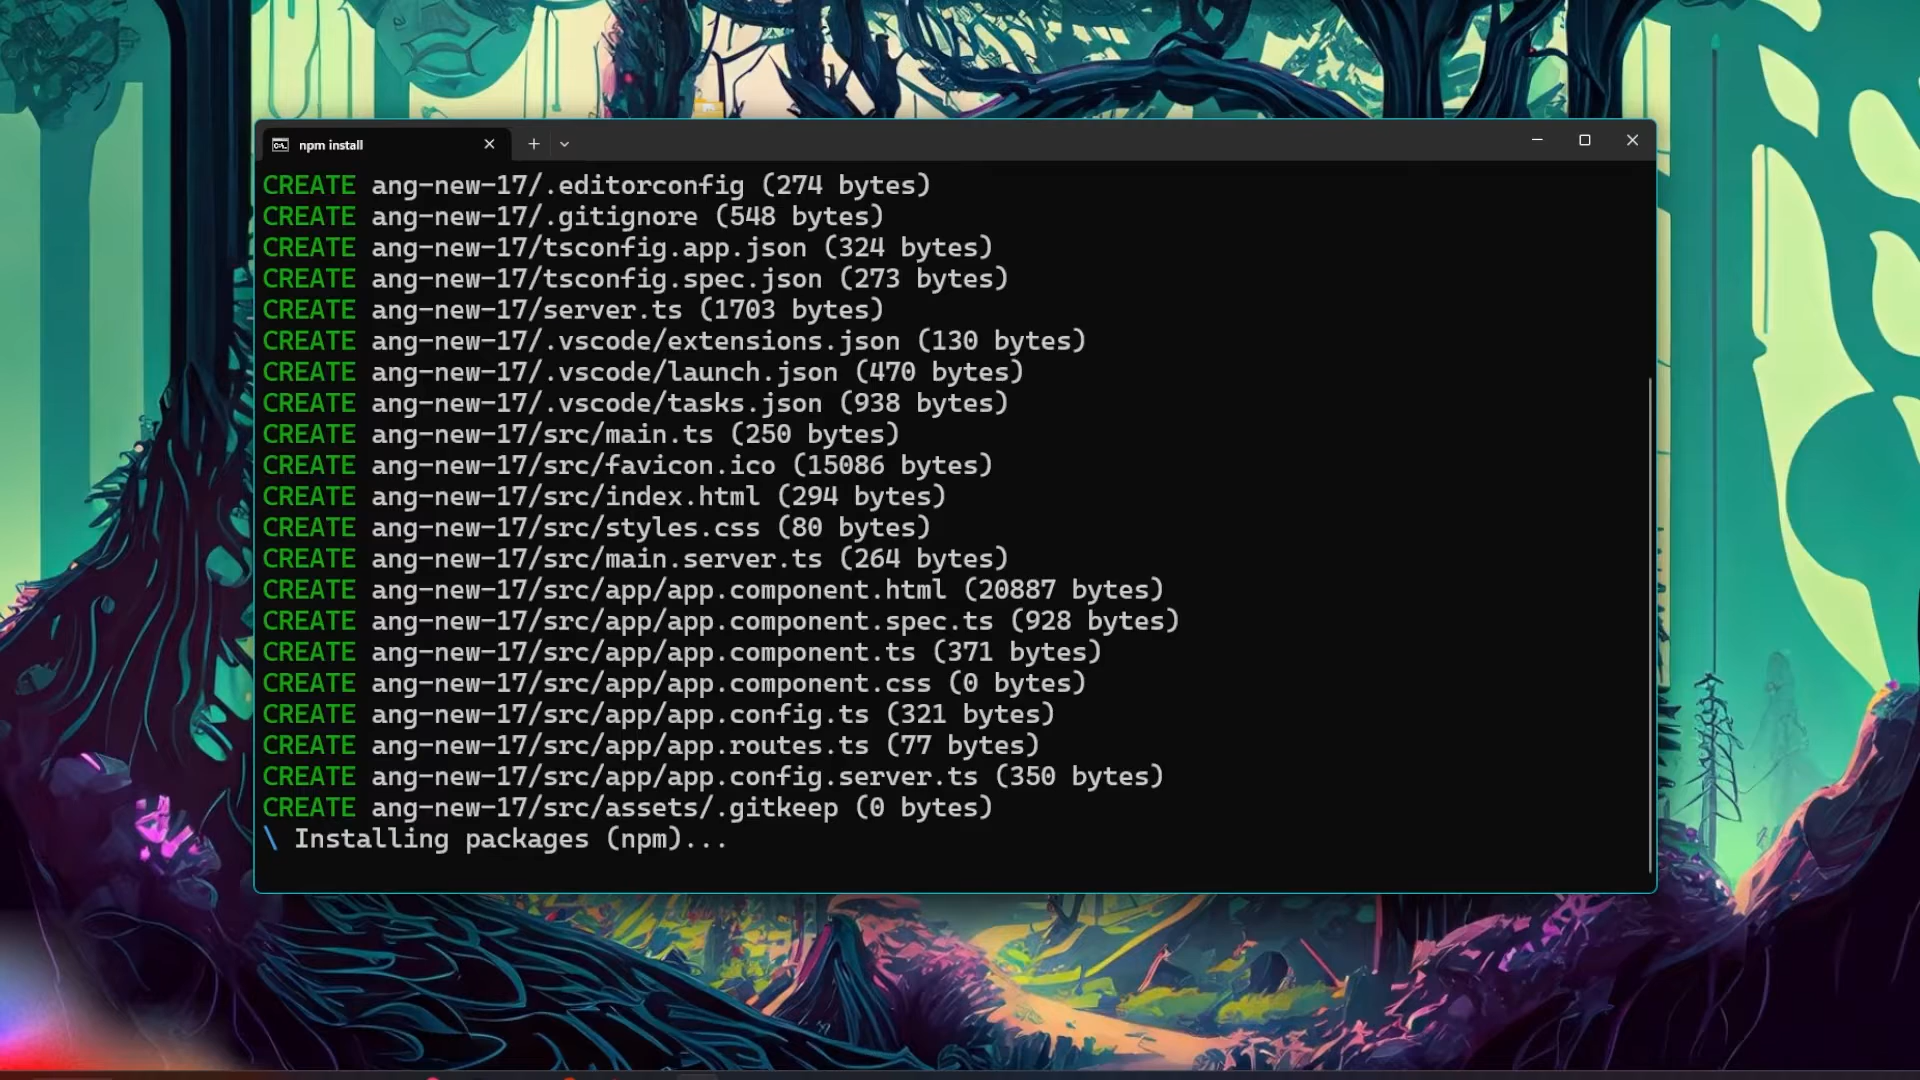 npm install
CREATE ang-new-17/.editorconfig (274 bytes)
CREATE ang-new-17/.gitignore (548 bytes)
CREATE ang-new-17/tsconfig.app.json (324 bytes)
CREATE ang-new-17/tsconfig.spec.json (273 bytes)
CREATE ang-new-17/server.ts (1703 bytes)
CREATE ang-new-17/.vscode/extensions.json (130 bytes)
CREATE ang-new-17/.vscode/launch.json (470 bytes)
CREATE ang-new-17/.vscode/tasks.json (938 bytes)
CREATE ang-new-17/src/main.ts (250 bytes)
CREATE ang-new-17/src/favicon.ico (15086 bytes)
CREATE ang-new-17/src/index.html (294 bytes)
CREATE ang-new-17/src/styles.css (80 bytes)
CREATE ang-new-17/src/main.server.ts (264 bytes)
CREATE ang-new-17/src/app/app.component.html (20887 bytes)
CREATE ang-new-17/src/app/app.component.spec.ts (928 bytes)
CREATE ang-new-17/src/app/app.component.ts (371 bytes)
CREATE ang-new-17/src/app/app.component.css (0 bytes)
CREATE ang-new-17/src/app/app.config.ts (321 bytes)
CREATE ang-new-17/src/app/app.routes.ts (77 bytes)
CREATE ang-new-17/src/app/app.config.server.ts (350 bytes)
CREATE ang-new-17/src/assets/.gitkeep (0 bytes)
\ Installing packages (npm)...